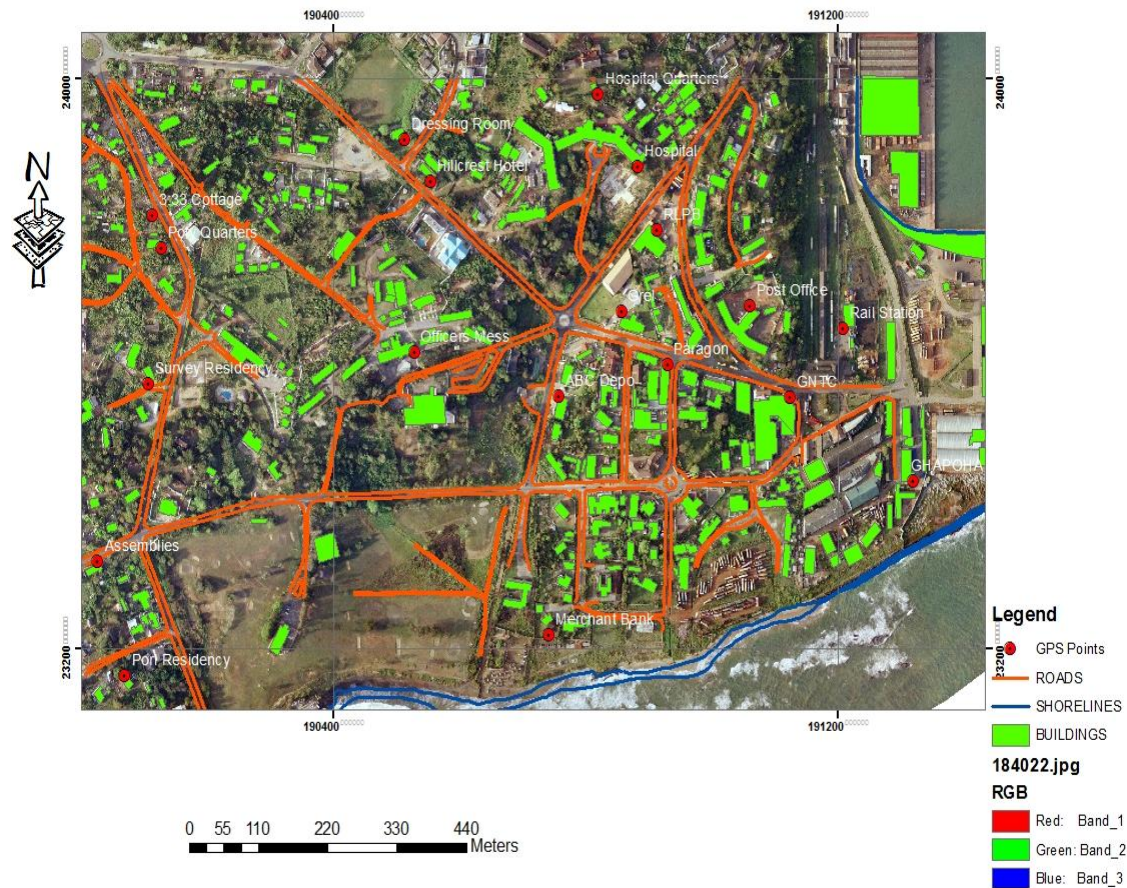 190400
191200
24000
24000
Hospital Quarters
Dressing Room
Hospital
Hillcrest Hotel
3.33 Cottage
RLPB
Port Quarters
Post Office
Rail Station
Officers Mess
Paragon
Survey Residency
ABC Depo
GNTC
GHAPOHA
Assemblies
Merchant Bank
Port Residency
23200
23200
190400
191200
N
Legend
GPS Points
ROADS
SHORELINES
BUILDINGS
184022.jpg
RGB
Red: Band_1
Green: Band_2
Blue: Band_3
0 55 110 220 330 440
Meters